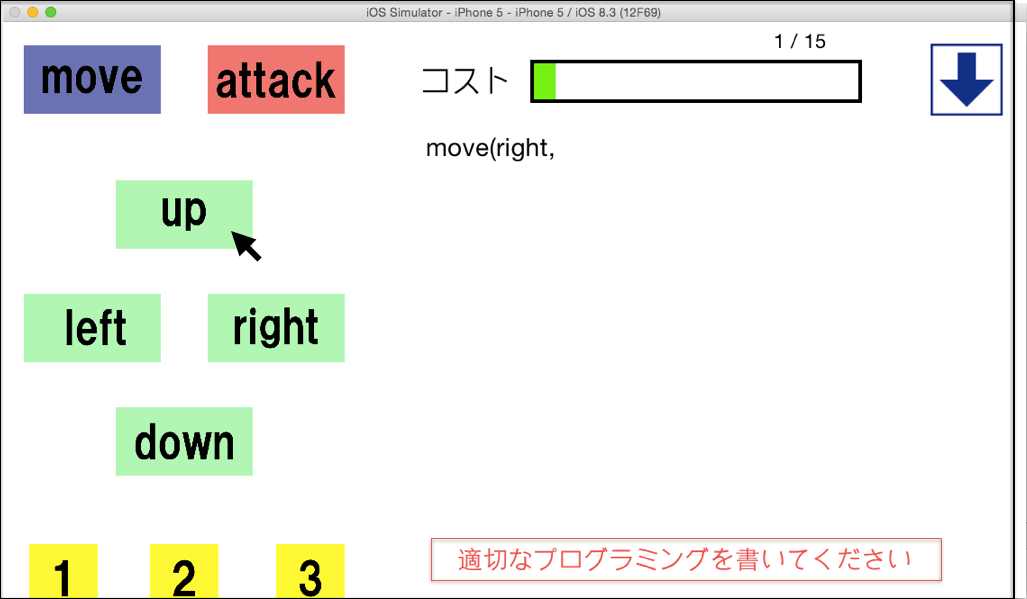 iOS Simulator - iPhone 5 - iPhone 5 / iOS 8.3 (12F69)
move
attack
コスト
1 / 15
move(right,
up
left
right
down
1
2
3
適切なプログラミングを書いてください